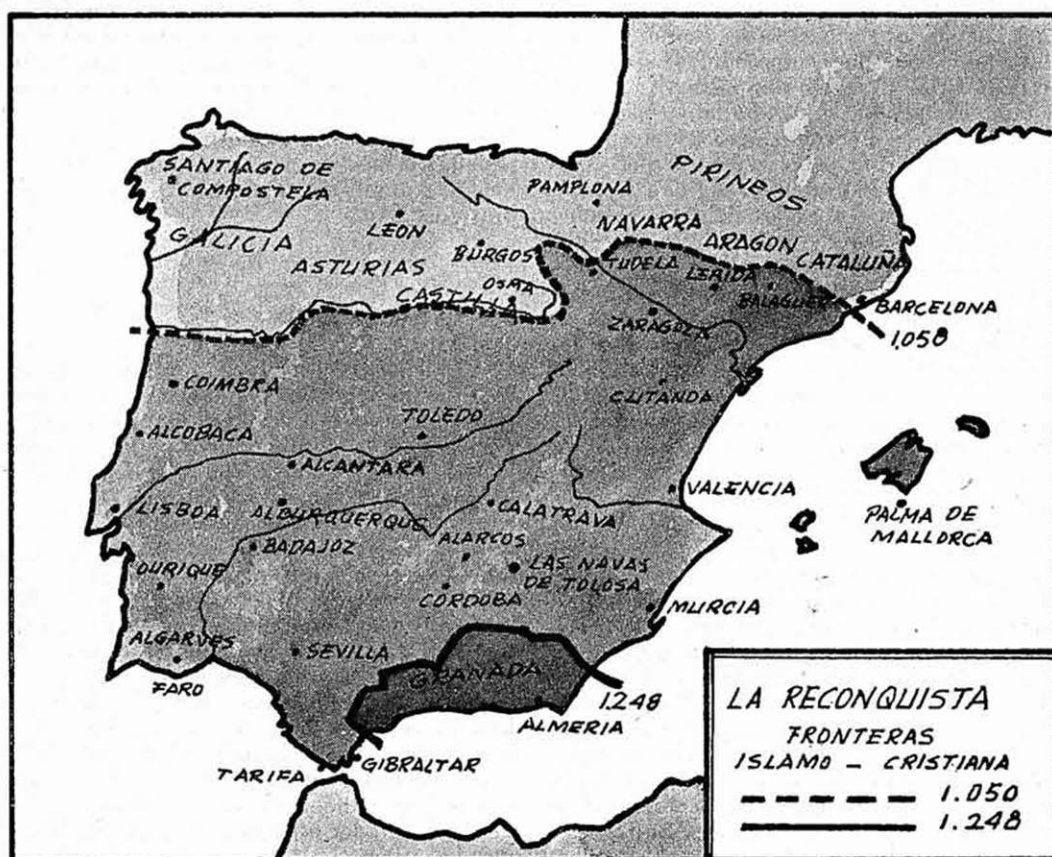 SANTIAGO DE
COMPOSTELA
GALICIA
LEÓN
ASTURIAS
BURGOS
OSMA
CASTILLA
PAMPLONA
NAVARRA
PIRINEOS
ARAGON
CATALUÑA
TUDELA
LERIDA
BALAGUER
BARCELONA
ZARAGOZA
1.058
COIMBRA
CUTANDA
TOLEDO
ALCOBACA
ALCANTARA
LISBOA
ALBURQUERQUE
CALATRAVA
VALENCIA
PALMA DE
MALLORCA
BADAJOZ
ALARCOS
OURIQUE
LAS NAVAS
DE TOLOSA
CORDOBA
MURCIA
ALGARVES
SEVILLA
FARO
GRANADA
1.248
ALMERIA
GIBRALTAR
TARIFA
LA RECONQUISTA
FRONTERAS
ISLAMO - CRISTIANA
1.050
1.248